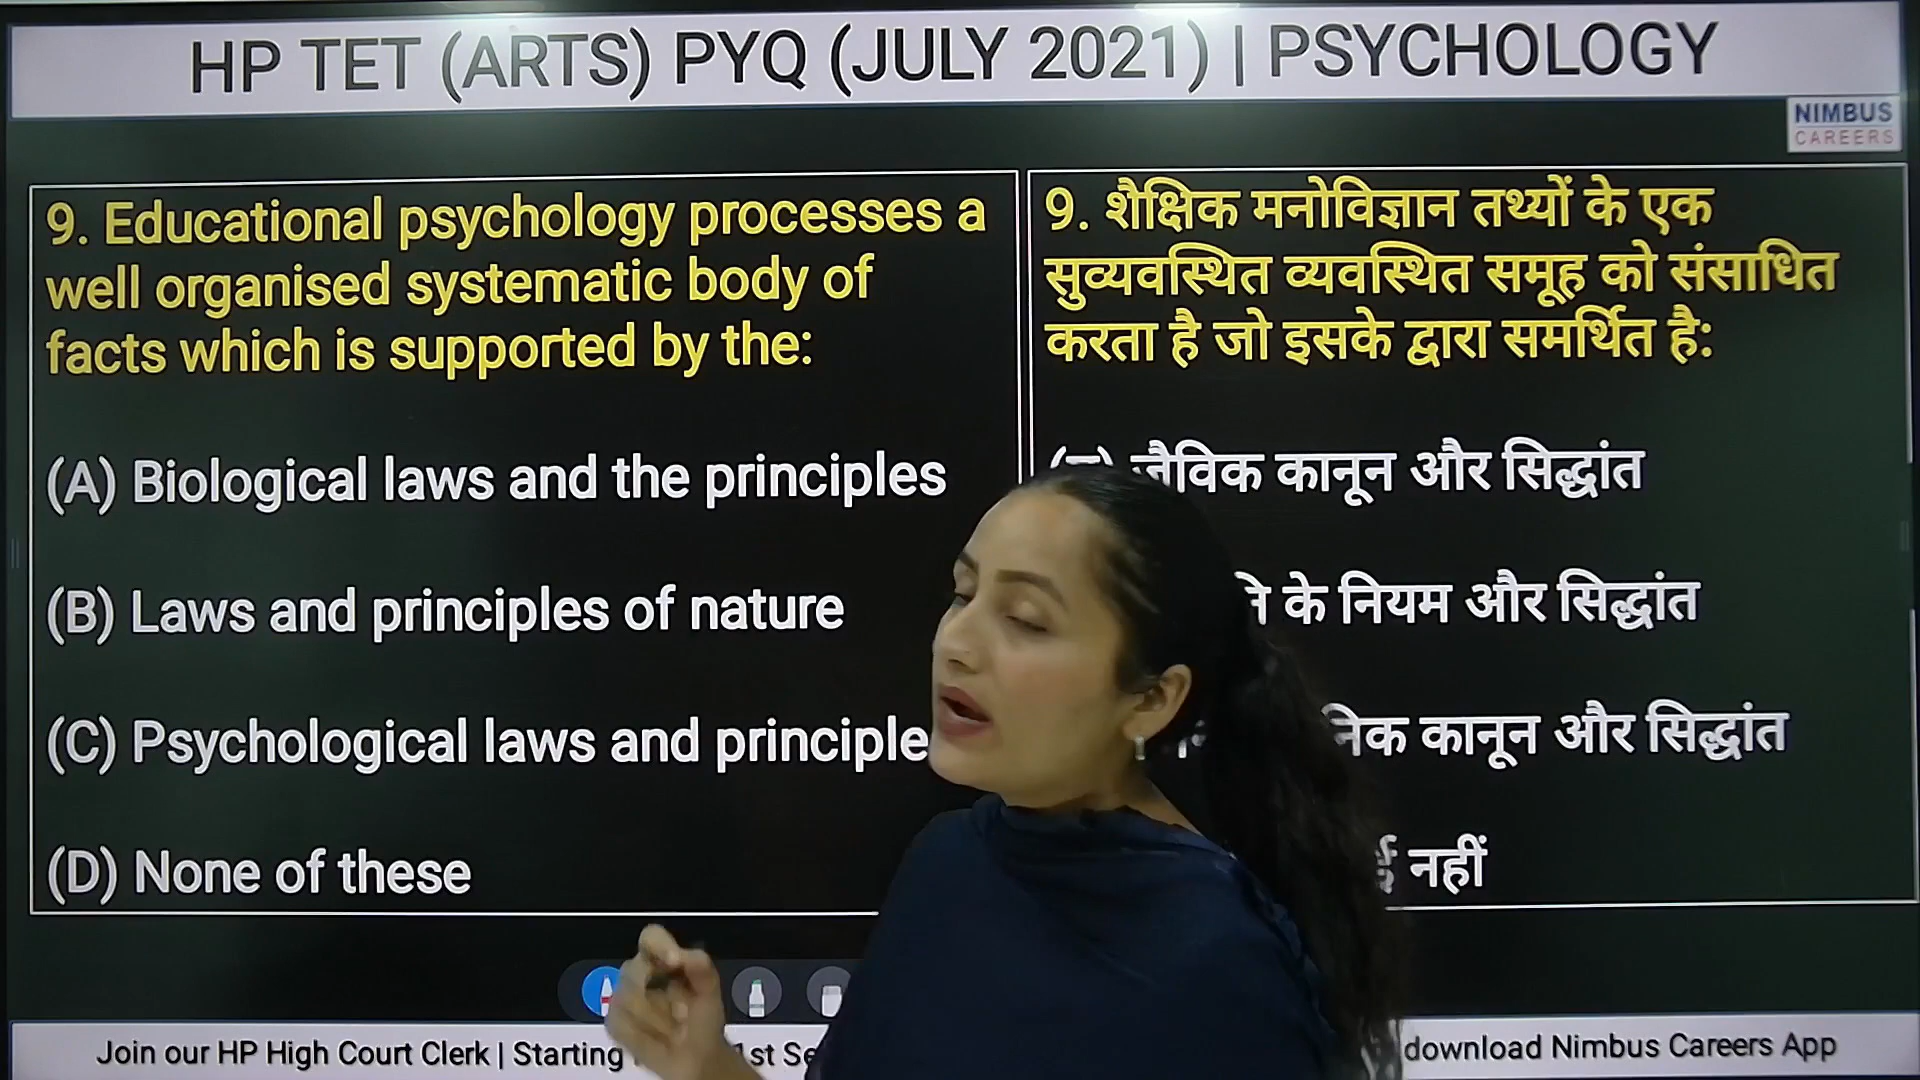 HP TET (ARTS) PYQ (JULY 2021) | PSYCHOLOGY
NIMBUS
CAREERS
9. Educational psychology processes a
well organised systematic body of
facts which is supported by the:
(A) Biological laws and the principles
(B) Laws and principles of nature
(C) Psychological laws and principle
(D) None of these
9. शैक्षिक मनोविज्ञान तथ्यों के एक
सुव्यवस्थित व्यवस्थित समूह को संसाधित
करता है जो इसके द्वारा समर्थित है:
जैविक कानून और सिद्धांत
के नियम और सिद्धांत
कानून और सिद्धांत
नहीं
Join our HP High Court Clerk | Starting
download Nimbus Careers App